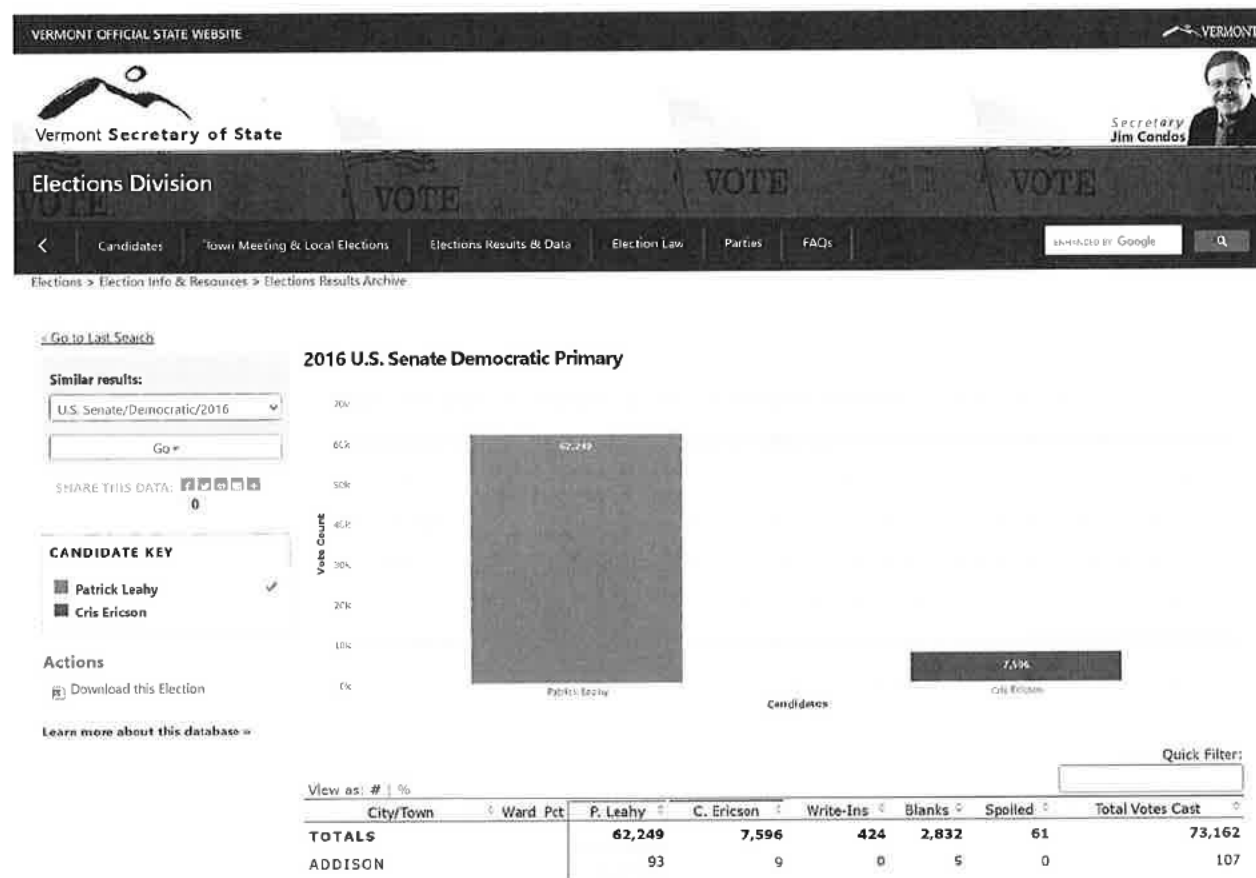 VERMONT OFFICIAL STATE WEBSITE
VERMONT
Vermont Secretary of State
Secretary
Jim Condos
Elections Division
VOTE VOTE VOTE VOTE
< Candidates Town Meeting & Local Elections Elections Results & Data Election Law Parties FAQs ENHANCED BY Google
Elections > Election Info & Resources > Elections Results Archive
‹ Go to Last Search
2016 U.S. Senate Democratic Primary
Similar results:
U.S. Senate/Democratic/2016
Go
SHARE THIS DATA:
0
CANDIDATE KEY
Patrick Leahy
Cris Ericson
Actions
Download this Election
Learn more about this database »
Vote Count
70k
60k
50k
40k
30k
20k
10k
0k
62,249
7,596
Patrick Leahy
Cris Ericson
Candidates
Quick Filter:
View as: # | %
City/Town Ward Pct P. Leahy C. Ericson Write-Ins Blanks Spoiled Total Votes Cast
TOTALS 62,249 7,596 424 2,832 61 73,162
ADDISON 93 9 0 5 0 107